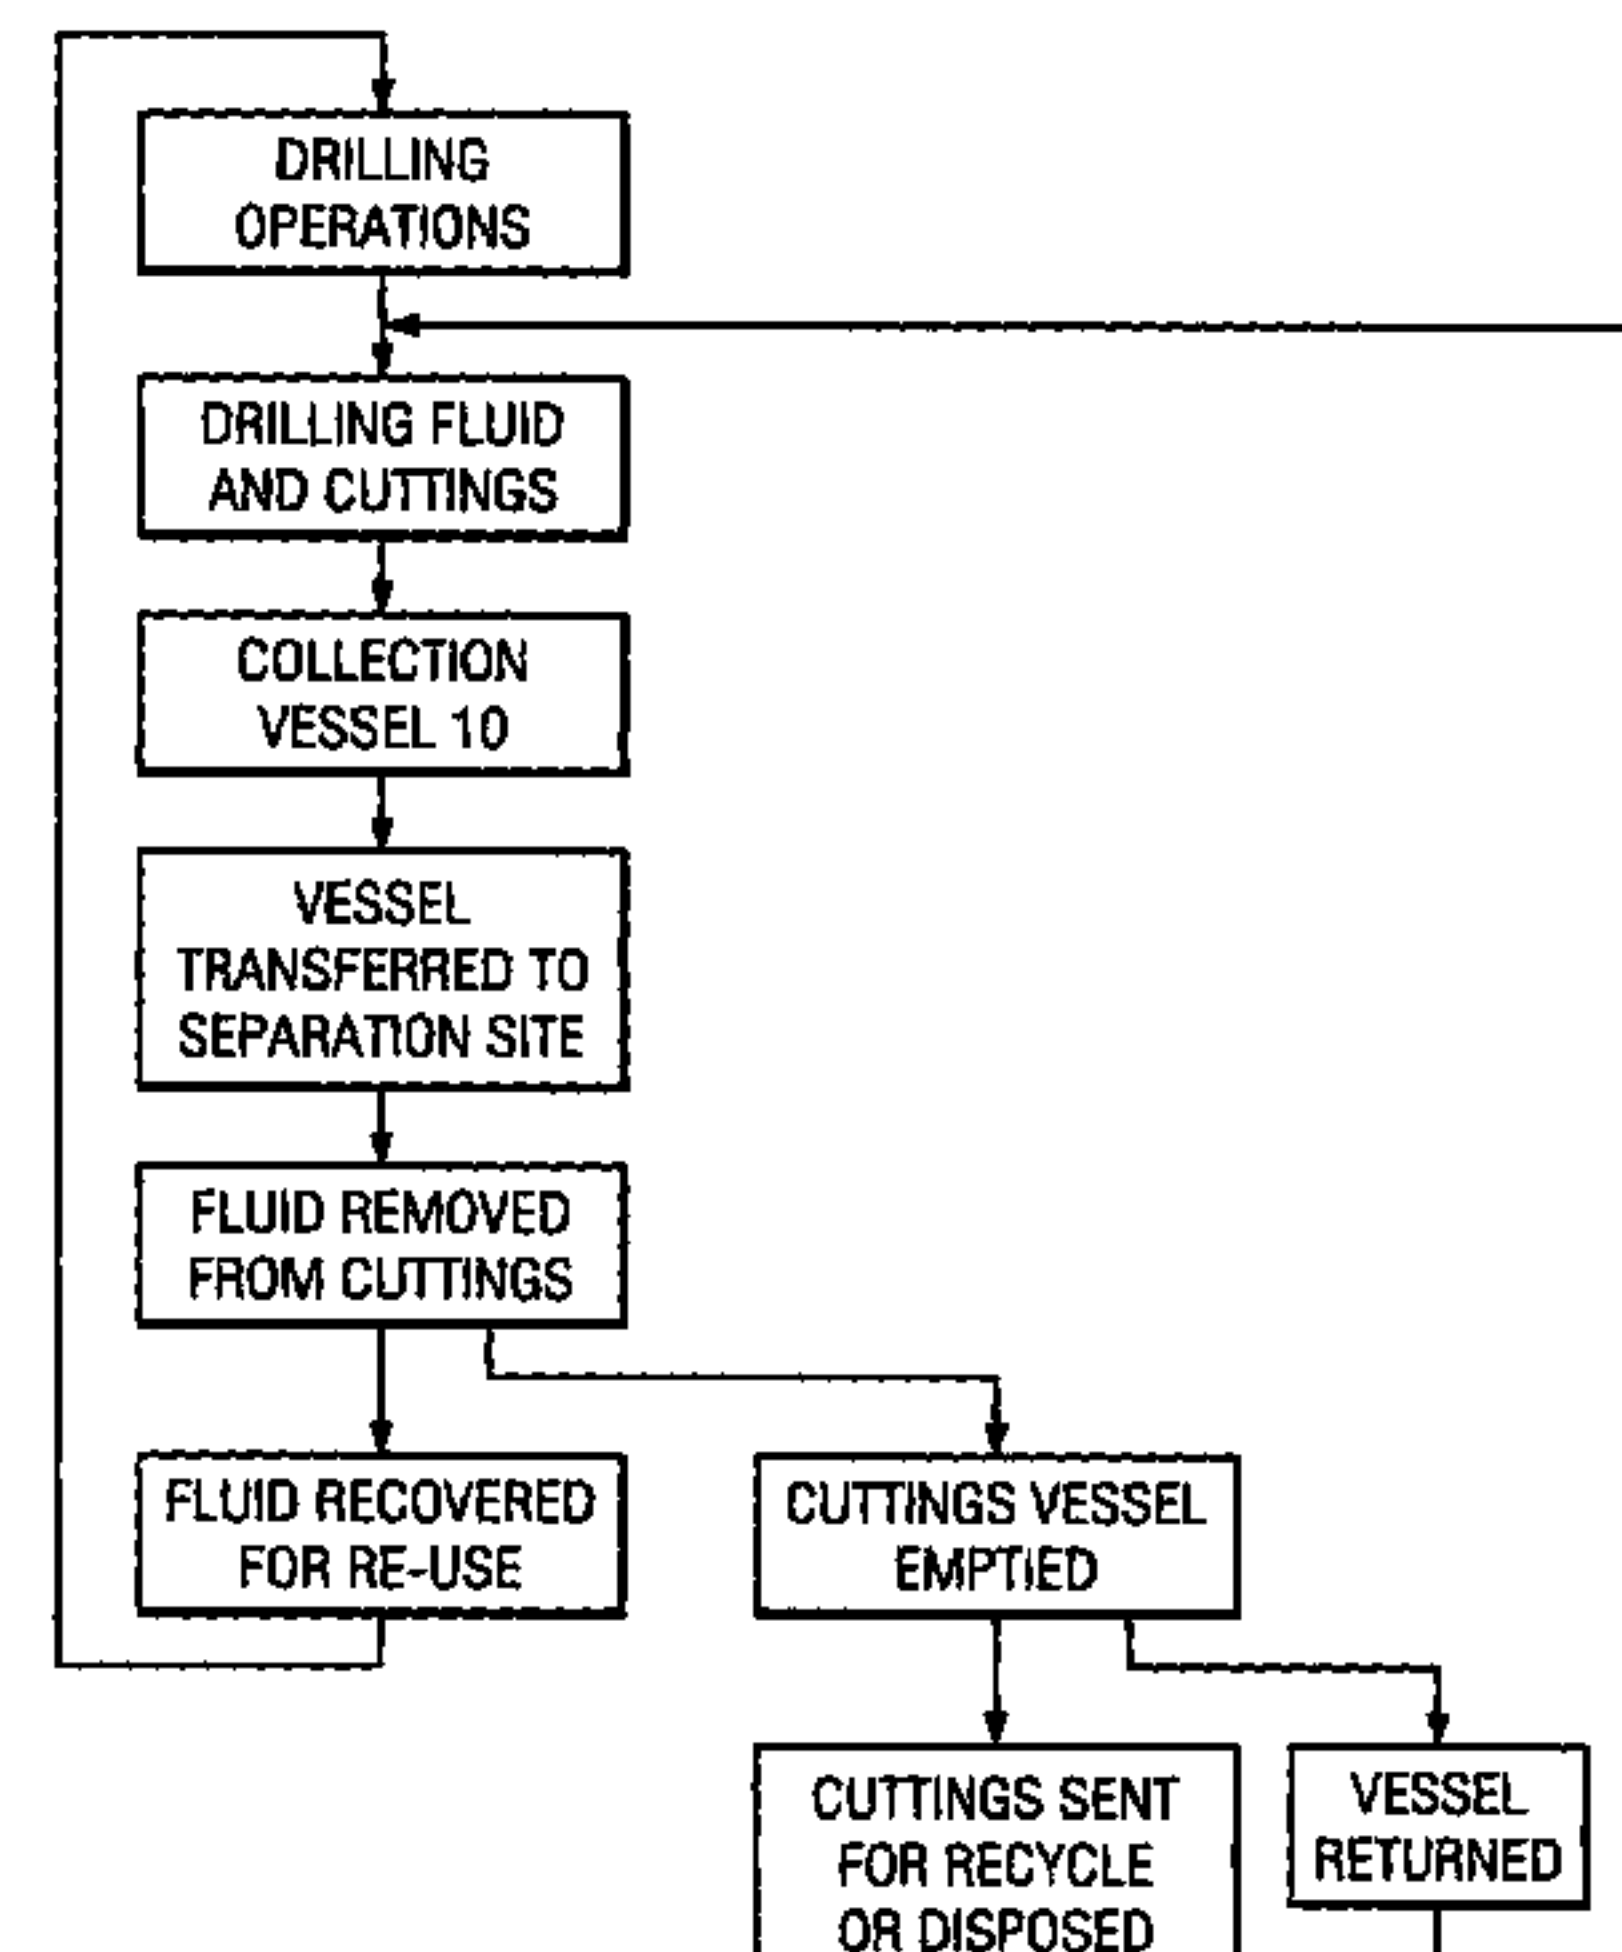 DRILLING
OPERATIONS
DRILLING FLUID
AND CUTTINGS
COLLECTION
VESSEL 10
VESSEL
TRANSFERRED TO
SEPARATION SITE
FLUID REMOVED
FROM CUTTINGS
FLUID RECOVERED
FOR RE-USE
CUTTINGS VESSEL
EMPTIED
CUTTINGS SENT
FOR RECYCLE
OR DISPOSED
VESSEL
RETURNED